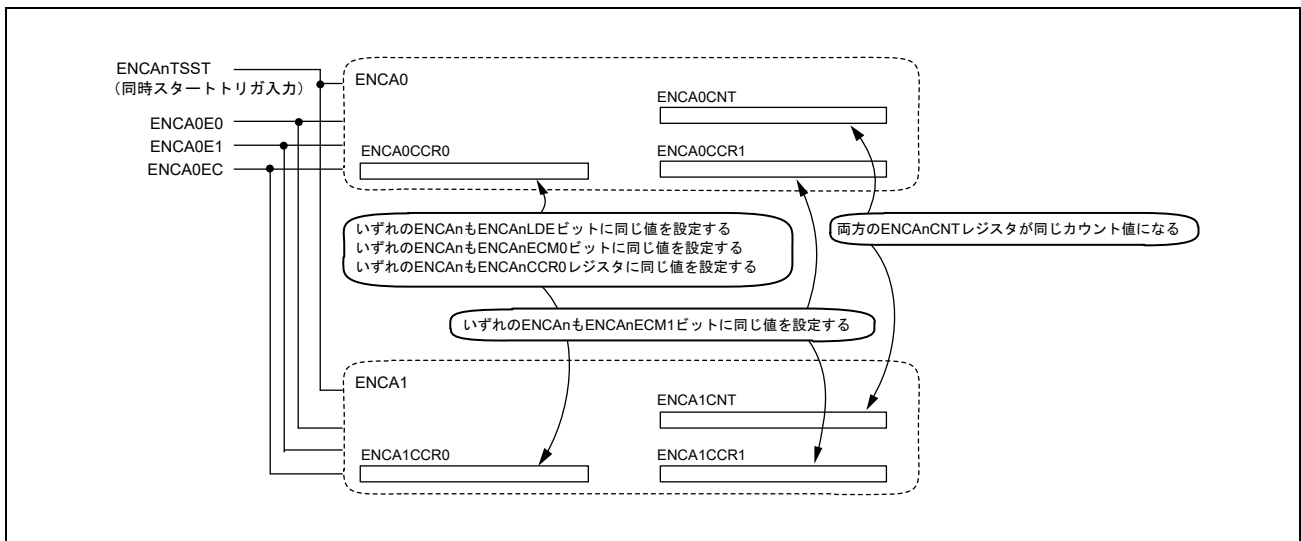 ENCAnTSST
（同時スタートトリガ入力）
ENCA0E0
ENCA0E1
ENCA0EC
ENCA0
ENCA0CNT
ENCA0CCR0
ENCA0CCR1
いずれのENCAnもENCAnLDEビットに同じ値を設定する
いずれのENCAnもENCAnECM0ビットに同じ値を設定する
いずれのENCAnもENCAnCCR0レジスタに同じ値を設定する
両方のENCAnCNTレジスタが同じカウント値になる
いずれのENCAnもENCAnECM1ビットに同じ値を設定する
ENCA1
ENCA1CNT
ENCA1CCR0
ENCA1CCR1